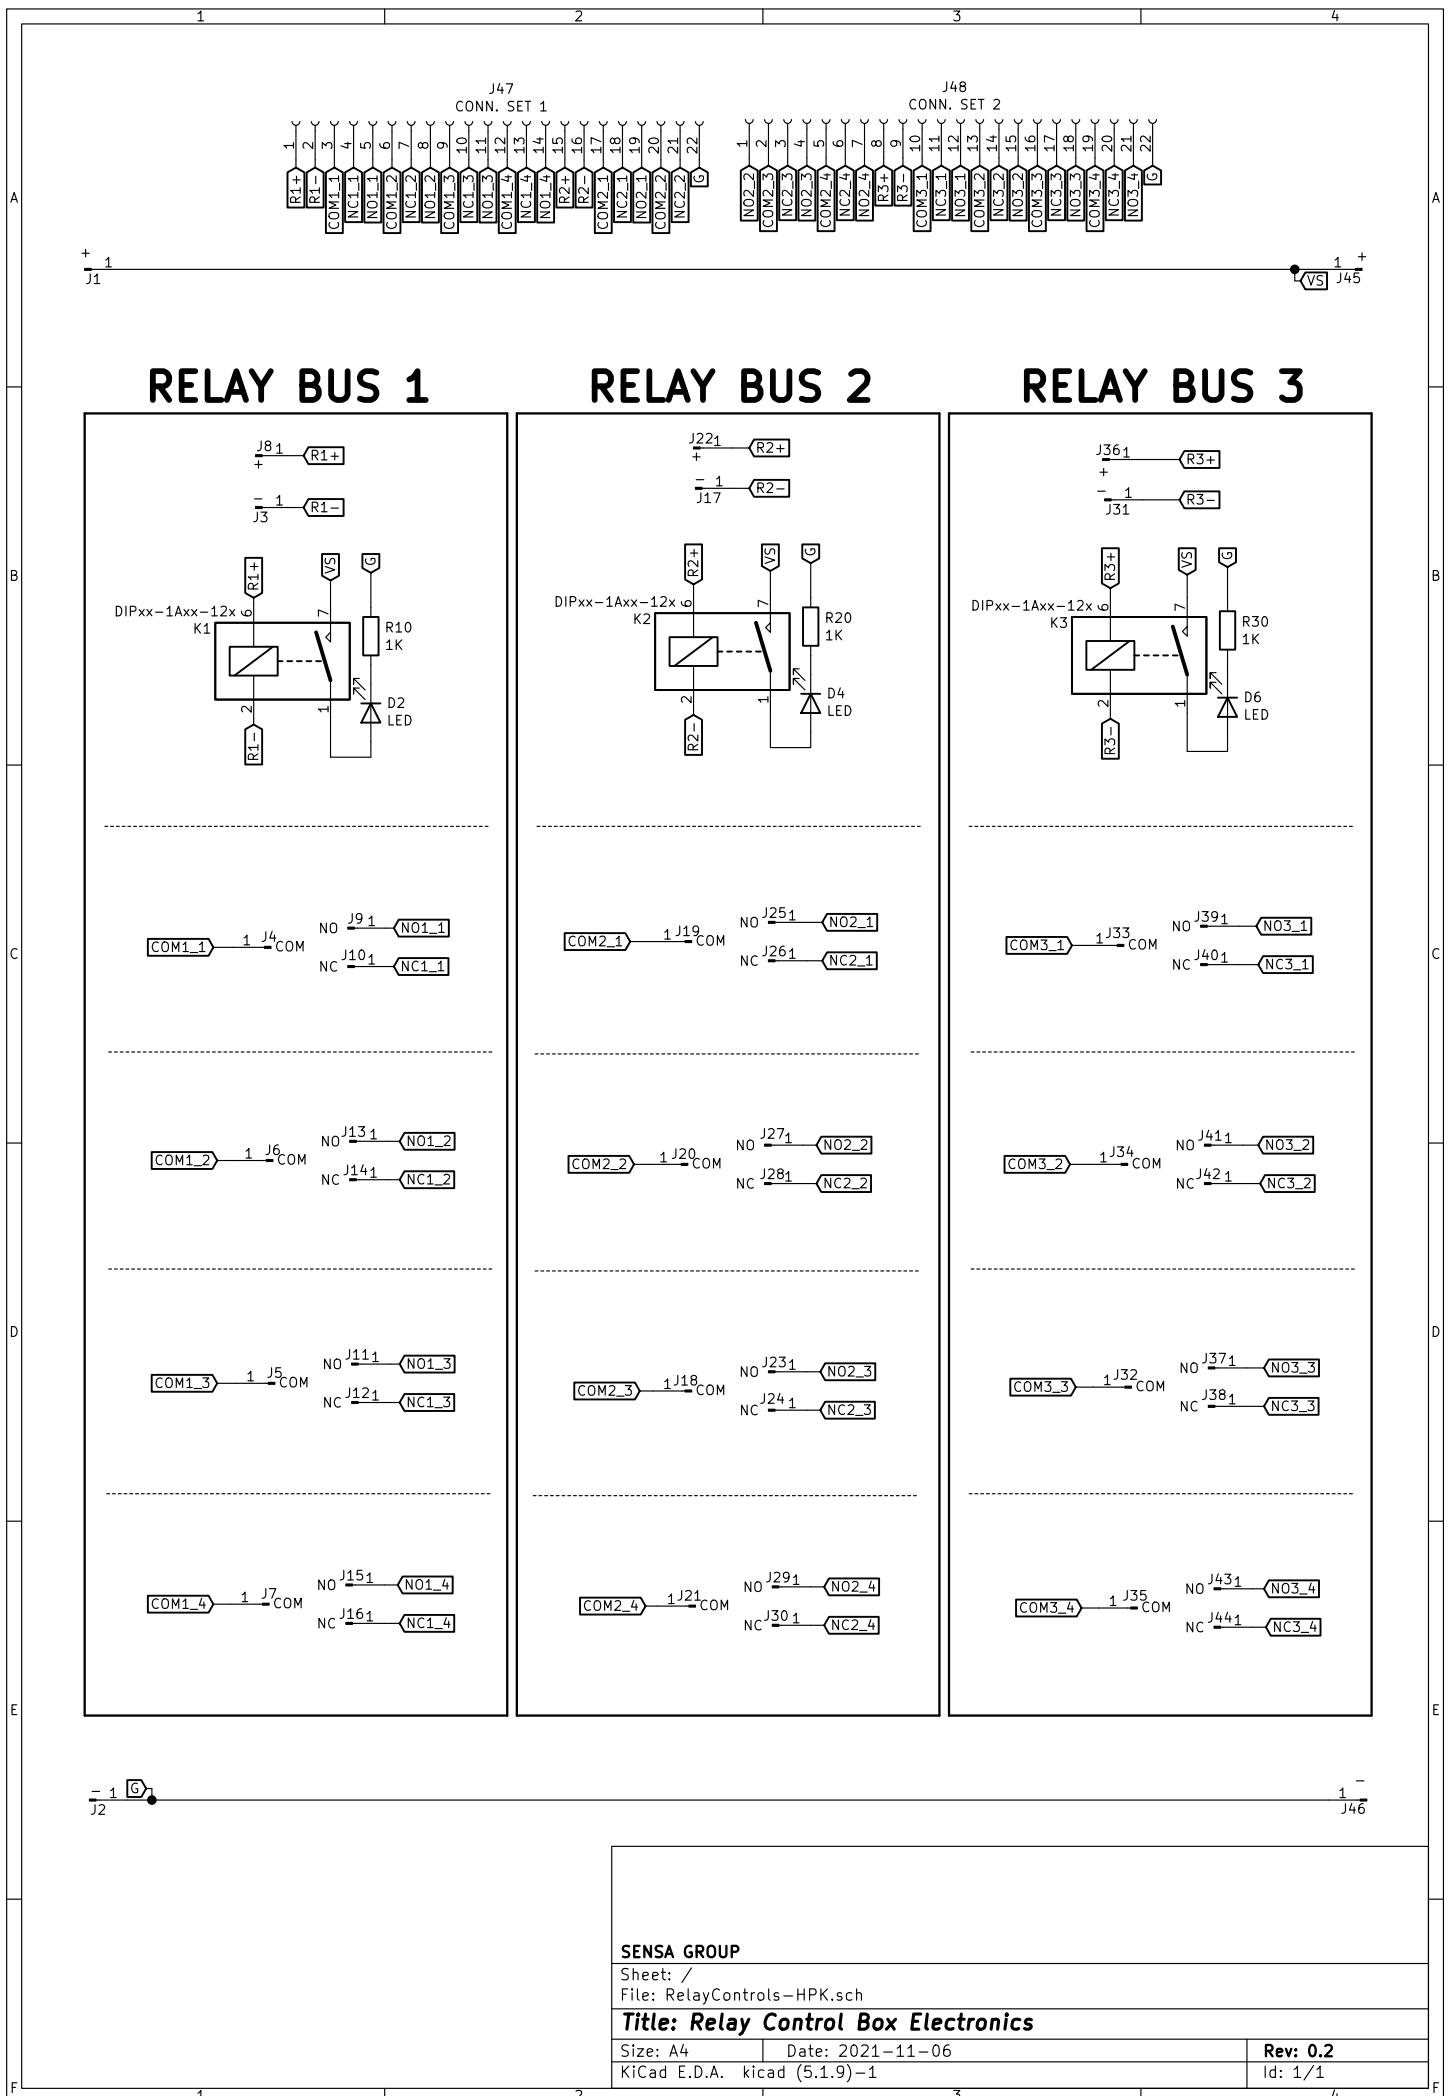 1 2 3 4
J47
CONN. SET 1
J48
CONN. SET 2
1 2 3 4 5 6 7 8 9 10 11 12 13 14 15 16 17 18 19 20 21 22
R1+ R1- COM1_1 NC1_1 NO1_1 COM1_2 NC1_2 NO1_2 COM1_3 NC1_3 NO1_3 COM1_4 NC1_4 NO1_4 R2+ R2- COM2_1 NC2_1 NO2_1 COM2_2 NC2_2 G
1 2 3 4 5 6 7 8 9 10 11 12 13 14 15 16 17 18 19 20 21 22
NO2_2 COM2_3 NC2_3 NO2_3 COM2_4 NC2_4 NO2_4 R3+ R3- COM3_1 NC3_1 NO3_1 COM3_2 NC3_2 NO3_2 COM3_3 NC3_3 NO3_3 COM3_4 NC3_4 NO3_4 G
A A
+ 1
J1
1 +
VS J45
RELAY BUS 1
RELAY BUS 2
RELAY BUS 3
J8 1 R1+
+
- 1 R1-
J3
J22 1 R2+
+
- 1 R2-
J17
J36 1 R3+
+
- 1 R3-
J31
B B
R1+ VS G
DIPxx-1Axx-12x 6 7
K1
R10
1K
2 1
D2
LED
R1-
R2+ VS G
DIPxx-1Axx-12x 6 7
K2
R20
1K
2 1
D4
LED
R2-
R3+ VS G
DIPxx-1Axx-12x 6 7
K3
R30
1K
2 1
D6
LED
R3-
C C
COM1_1 1 J4 COM
NO J9 1 NO1_1
NC J10 1 NC1_1
COM2_1 1 J19 COM
NO J25 1 NO2_1
NC J26 1 NC2_1
COM3_1 1 J33 COM
NO J39 1 NO3_1
NC J40 1 NC3_1
COM1_2 1 J6 COM
NO J13 1 NO1_2
NC J14 1 NC1_2
COM2_2 1 J20 COM
NO J27 1 NO2_2
NC J28 1 NC2_2
COM3_2 1 J34 COM
NO J41 1 NO3_2
NC J42 1 NC3_2
D D
COM1_3 1 J5 COM
NO J11 1 NO1_3
NC J12 1 NC1_3
COM2_3 1 J18 COM
NO J23 1 NO2_3
NC J24 1 NC2_3
COM3_3 1 J32 COM
NO J37 1 NO3_3
NC J38 1 NC3_3
COM1_4 1 J7 COM
NO J15 1 NO1_4
NC J16 1 NC1_4
COM2_4 1 J21 COM
NO J29 1 NO2_4
NC J30 1 NC2_4
COM3_4 1 J35 COM
NO J43 1 NO3_4
NC J44 1 NC3_4
E E
- 1 G
J2
1 -
J46
SENSA GROUP
Sheet: /
File: RelayControls-HPK.sch
Title: Relay Control Box Electronics
Size: A4 Date: 2021-11-06 Rev: 0.2
KiCad E.D.A. kicad (5.1.9)-1 Id: 1/1
F F
1 2 3 4